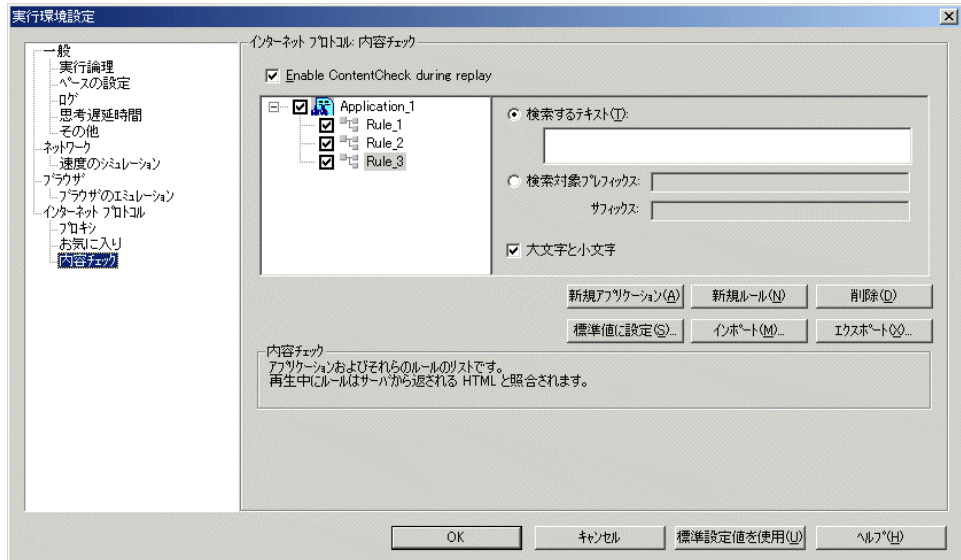 実行環境設定
一般
実行論理
ペースの設定
ログ
思考遅延時間
その他
ネットワーク
速度のシミュレーション
ブラウザ
ブラウザのエミュレーション
インターネット プロトコル
プロキシ
お気に入り
内容チェック
インターネット プロトコル: 内容チェック
Enable ContentCheck during replay
Application_1
Rule_1
Rule_2
Rule_3
検索するテキスト(T):
検索対象プレフィックス:
サフィックス:
大文字と小文字
新規アプリケーション(A)
新規ルール(N)
削除(D)
標準値に設定(S)...
インポート(M)...
エクスポート(X)...
内容チェック
アプリケーションおよびそれらのルールのリストです。
再生中にルールはサーバから返される HTML と照合されます。
OK
キャンセル
標準設定値を使用(U)
ヘルプ(H)